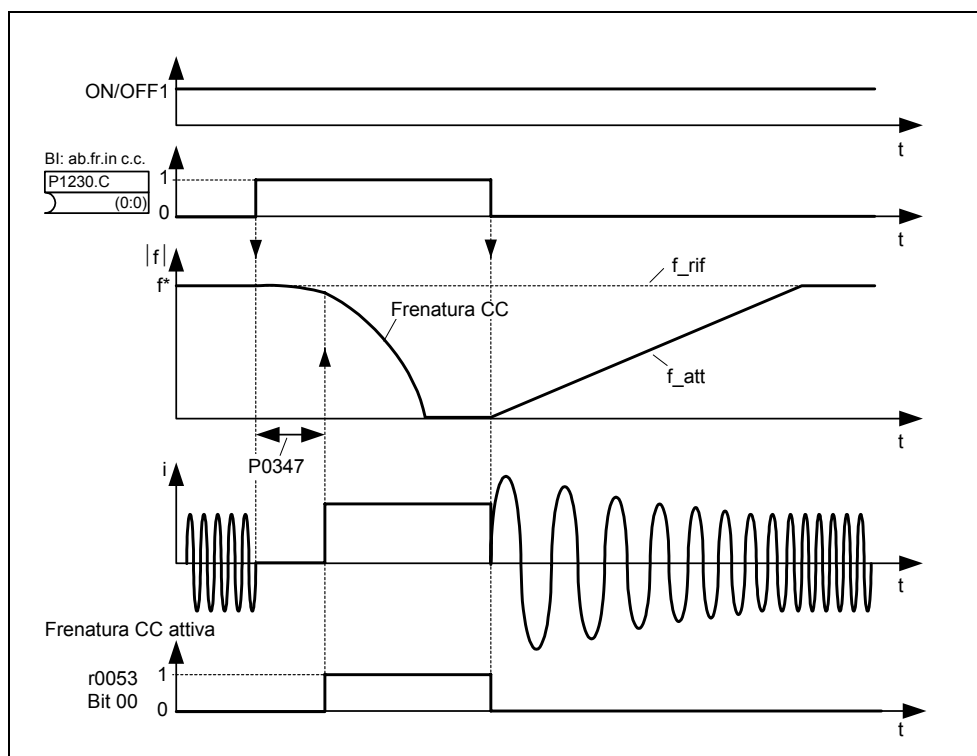 ON/OFF1
t
BI: ab.fr.in c.c.
P1230.C
(0:0)
1
0
t
|f|
f*
f_rif
Frenatura CC
f_att
t
P0347
i
t
Frenatura CC attiva
r0053
Bit 00
1
0
t